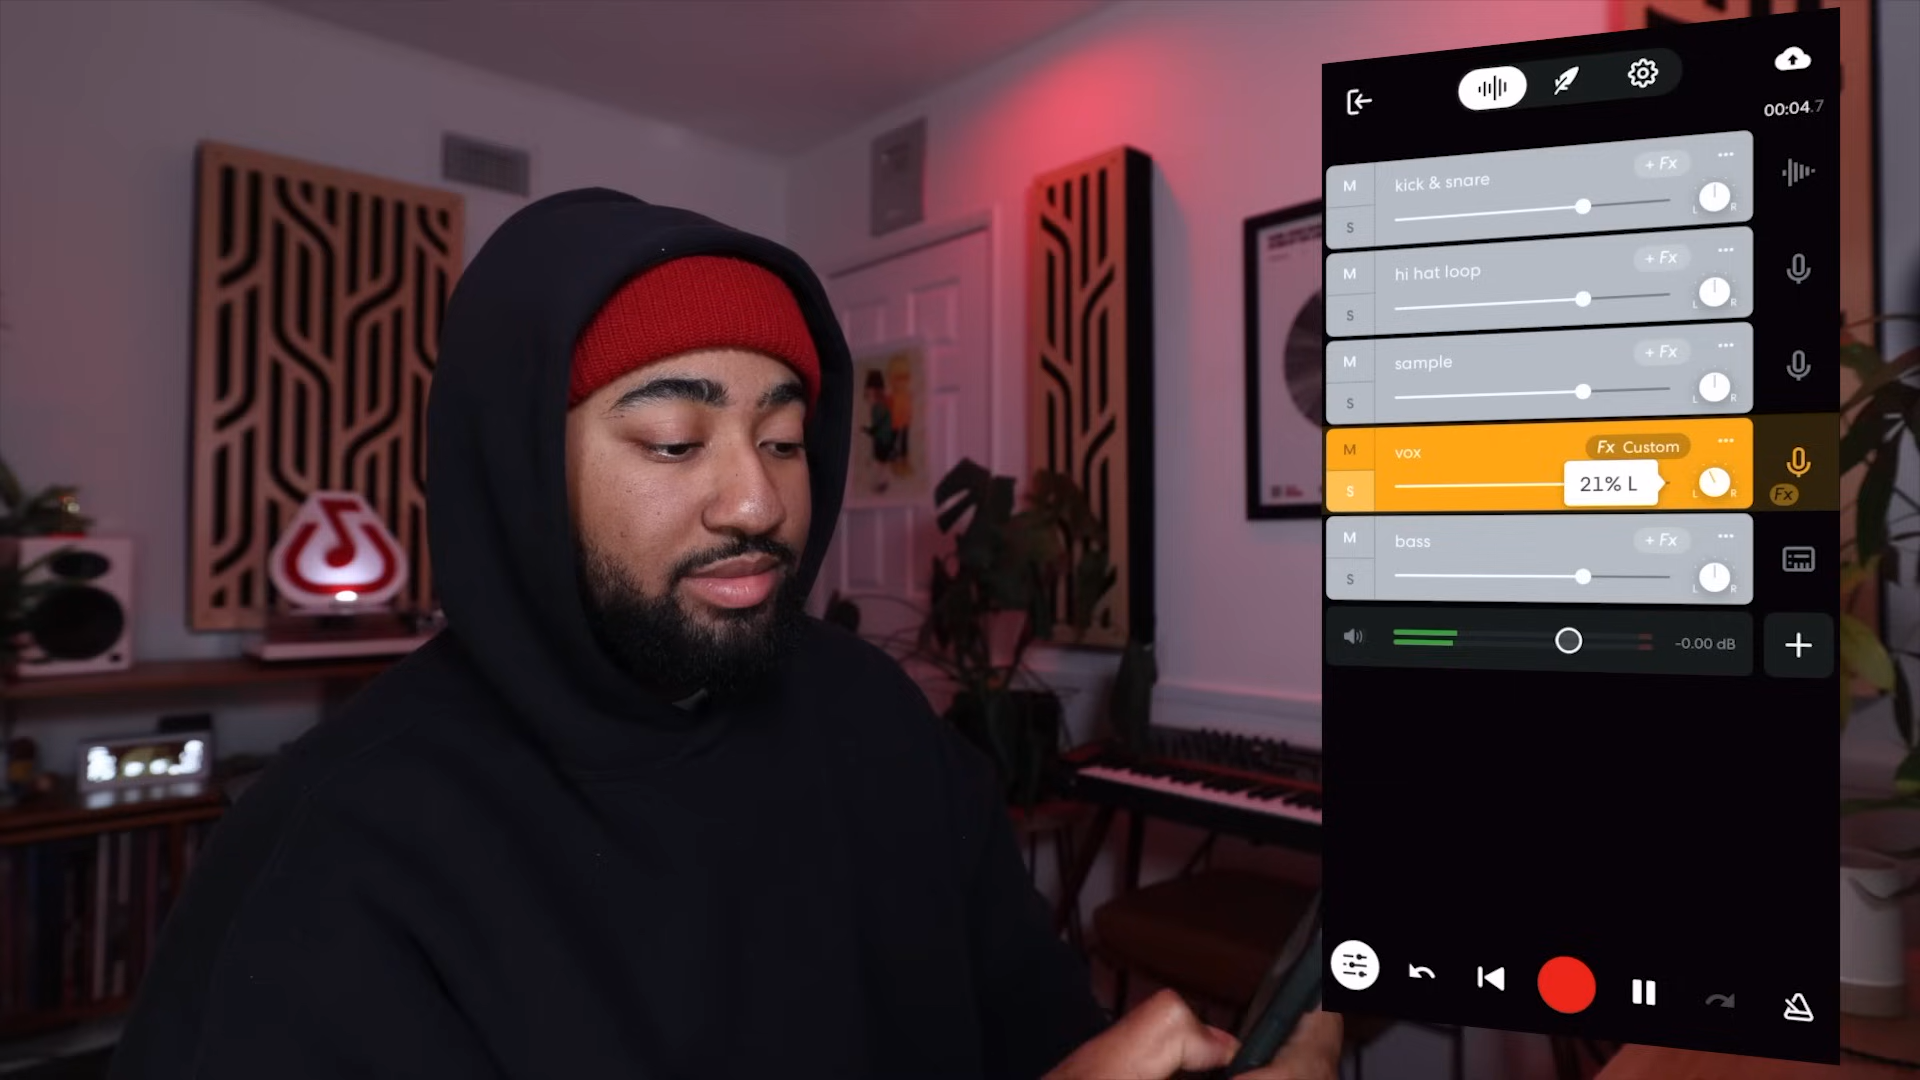 00:04.7
M
kick & snare
+ Fx
S
L
R
M
hi hat loop
+ Fx
S
L
R
M
sample
+ Fx
S
L
R
M
vox
Fx Custom
S
21% L
L
R
Fx
M
bass
+ Fx
S
L
R
-0.00 dB